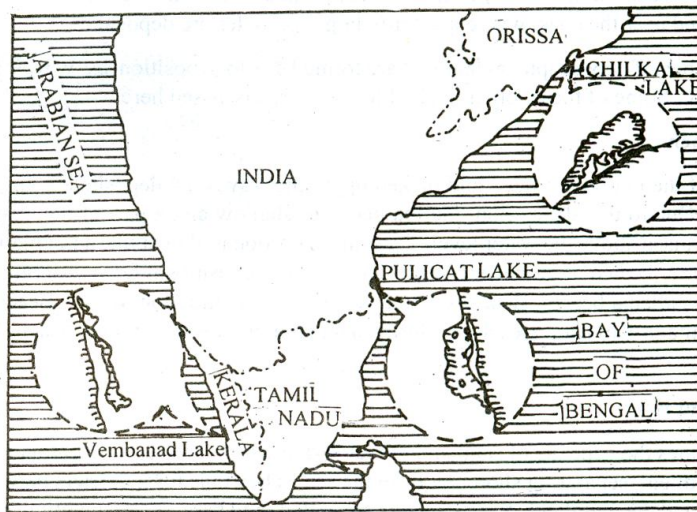 ORISSA
CHILKA
LAKE
ARABIAN SEA
INDIA
PULICAT LAKE
BAY
OF
BENGAL
KERALA
TAMIL
NADU
Vembanad Lake